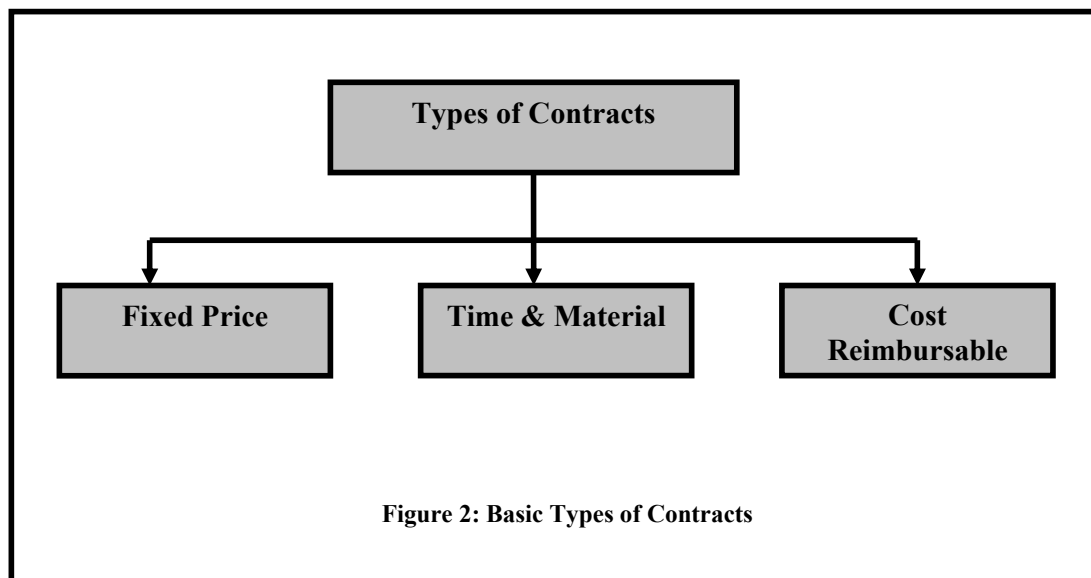 Types of Contracts
Fixed Price
Time & Material
Cost
Reimbursable
Figure 2: Basic Types of Contracts